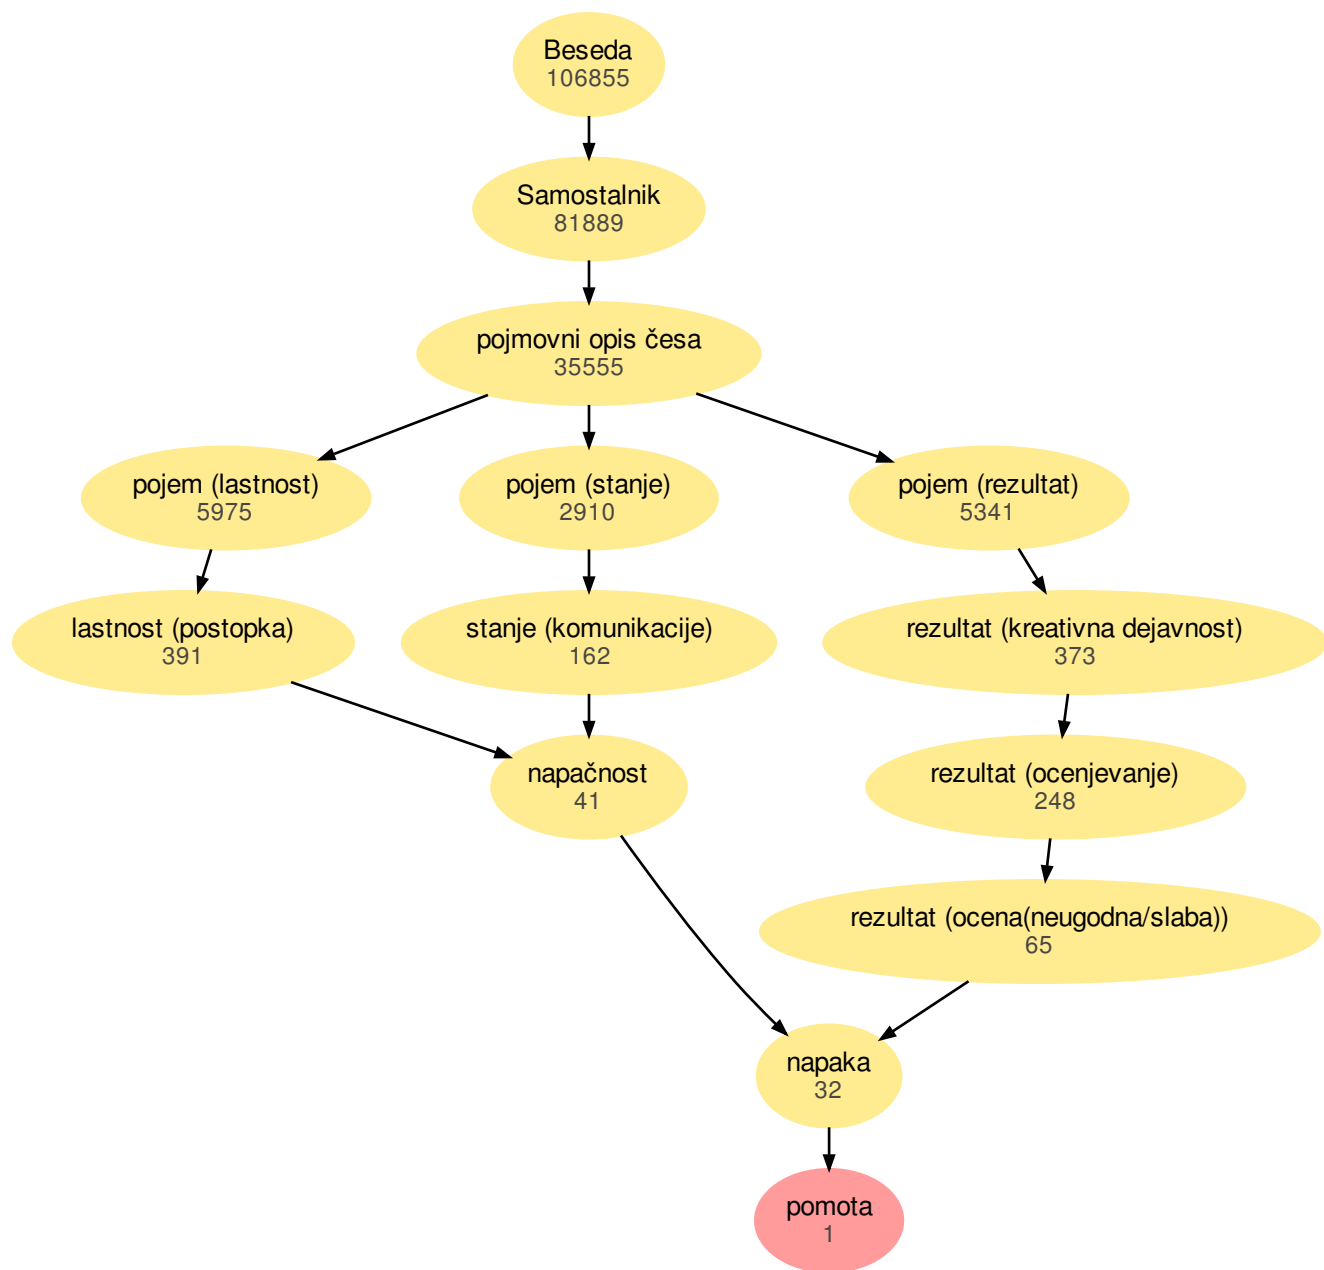 Beseda
106855
Samostalnik
81889
pojmovni opis česa
35555
pojem (lastnost)
5975
pojem (stanje)
2910
pojem (rezultat)
5341
lastnost (postopka)
391
stanje (komunikacije)
162
rezultat (kreativna dejavnost)
373
napačnost
41
rezultat (ocenjevanje)
248
rezultat (ocena(neugodna/slaba))
65
napaka
32
pomota
1